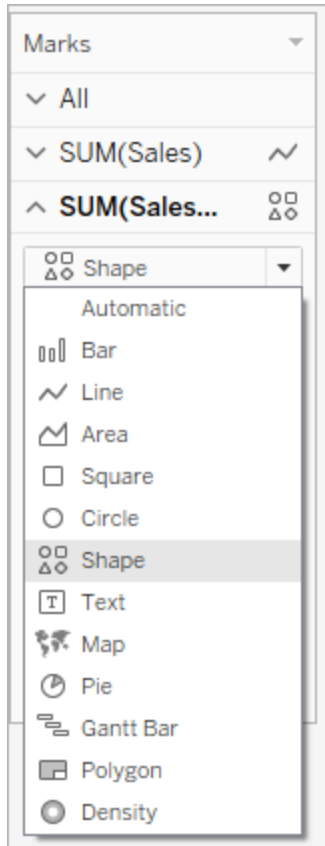 Marks
All
SUM(Sales)
SUM(Sales...
Shape
Automatic
Bar
Line
Area
Square
Circle
Shape
T Text
Map
Pie
Gantt Bar
Polygon
Density